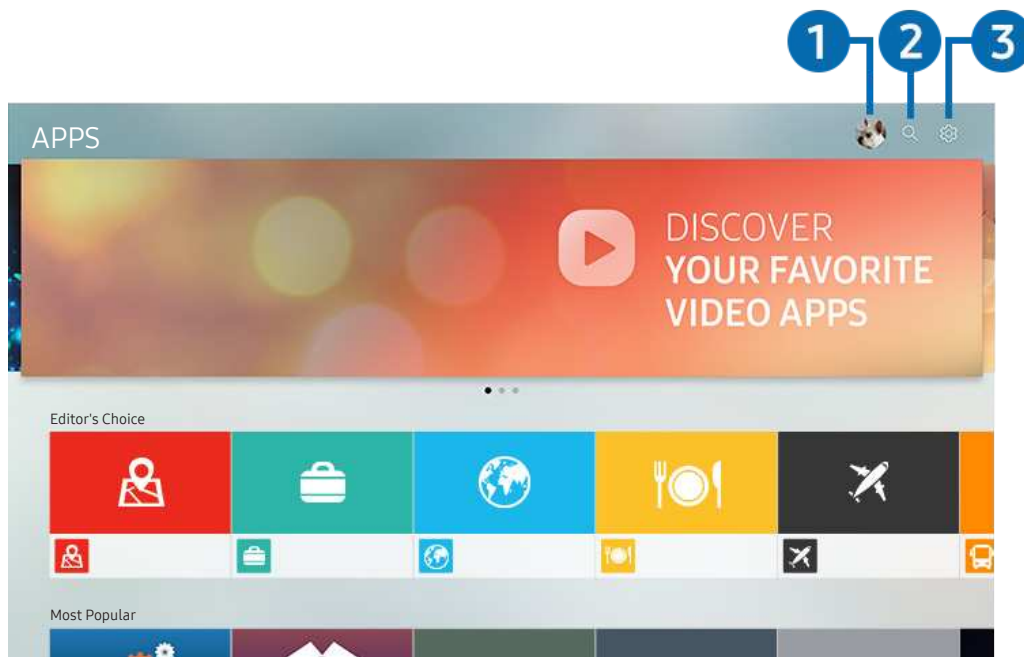 1 2 3
APPS
DISCOVER
YOUR FAVORITE
VIDEO APPS
Editor's Choice
Most Popular